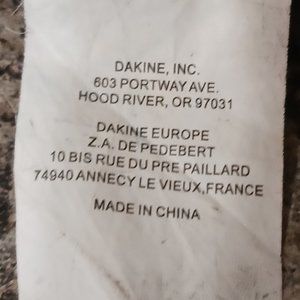 DAKINE, INC.
603 PORTWAY AVE.
HOOD RIVER, OR 97031
DAKINE EUROPE
Z.A. DE PEDEBERT
10 BIS RUE DU PRE PAILLARD
74940 ANNECY LE VIEUX,FRANCE
MADE IN CHINA